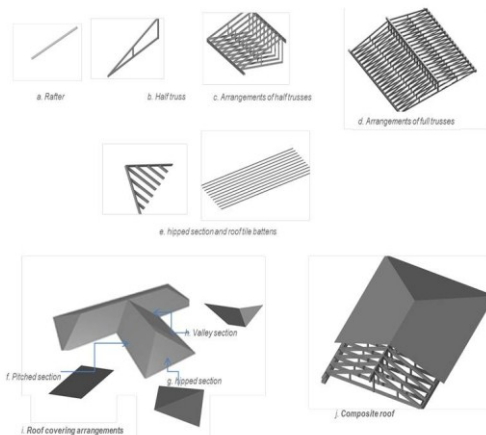 a. Rafter
b. Half truss
c. Arrangements of half trusses
d. Arrangements of full trusses
e. hipped section and roof tile battens
h. Valley section
f. Pitched section
g. hipped section
i. Roof covering arrangements
j. Composite roof